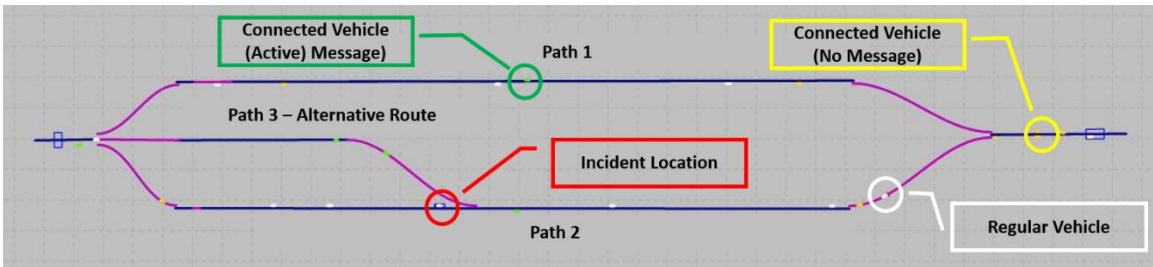 Connected Vehicle
(Active) Message)
Path 1
Connected Vehicle
(No Message)
Path 3 – Alternative Route
Incident Location
Path 2
Regular Vehicle